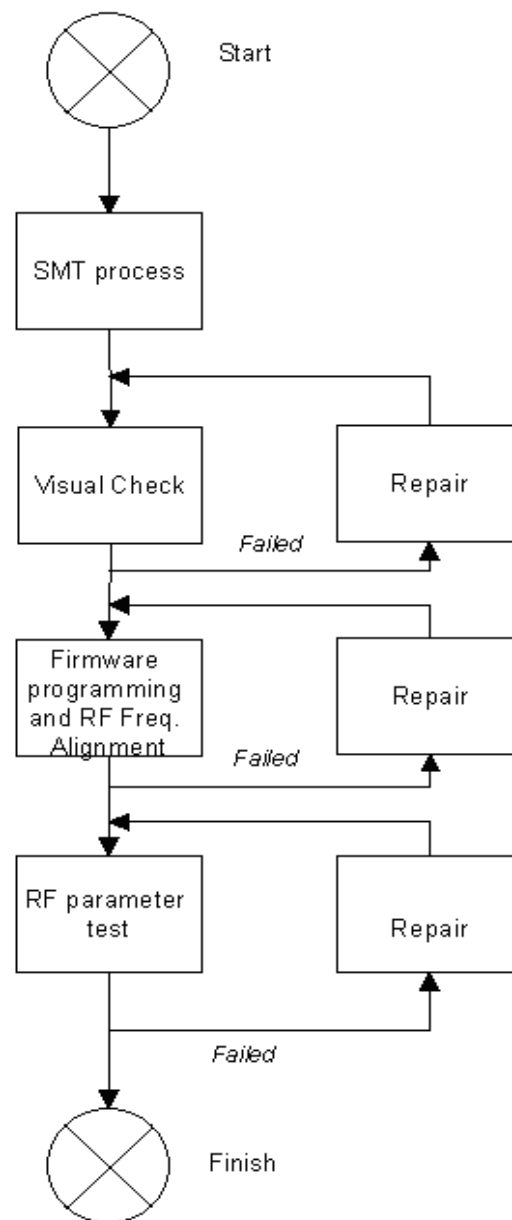 Start
SMT process
Visual Check
Repair
Failed
Firmware
programming
and RF Freq.
Alignment
Repair
Failed
RF parameter
test
Repair
Failed
Finish